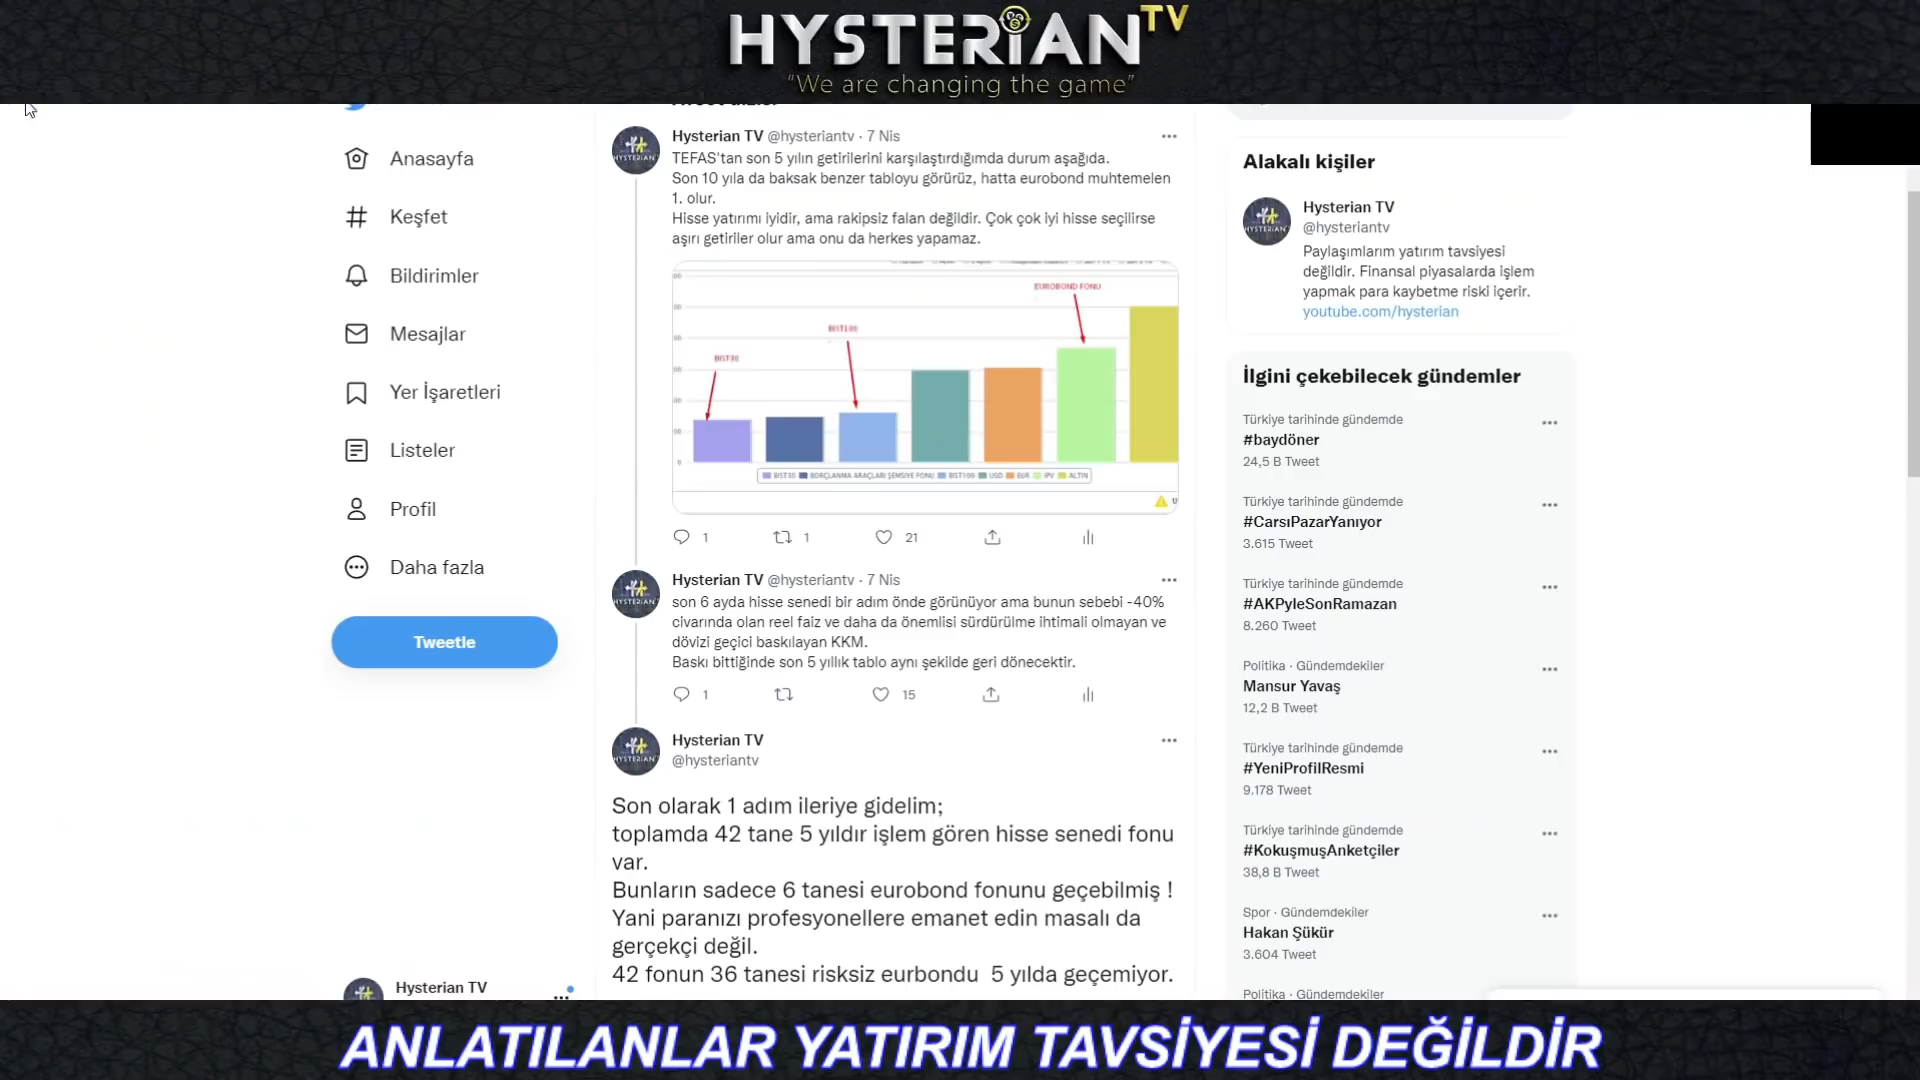 HYSTERIAN TV
"We are changing the game"
Anasayfa
Keşfet
Bildirimler
Mesajlar
Yer İşaretleri
Listeler
Profil
Daha fazla
Tweetle
Hysterian TV
Hysterian TV @hysteriantv · 7 Nis
TEFAS'tan son 5 yılın getirilerini karşılaştırdığımda durum aşağıda.
Son 10 yıla da baksak benzer tabloyu görürüz, hatta eurobond muhtemelen
1. olur.
Hisse yatırımı iyidir, ama rakipsiz falan değildir. Çok çok iyi hisse seçilirse
aşırı getiriler olur ama onu da herkes yapamaz.
EUROBOND FONU
BIST100
BIST30
0
BIST30 BORÇLANMA ARAÇLARI ŞEMSİYE FONU BIST100 USD EUR IPV ALTIN
1 1 21
Hysterian TV @hysteriantv · 7 Nis
son 6 ayda hisse senedi bir adım önde görünüyor ama bunun sebebi -40%
civarında olan reel faiz ve daha da önemlisi sürdürülme ihtimali olmayan ve
dövizi geçici baskılayan KKM.
Baskı bittiğinde son 5 yıllık tablo aynı şekilde geri dönecektir.
1 15
Hysterian TV
@hysteriantv
Son olarak 1 adım ileriye gidelim;
toplamda 42 tane 5 yıldır işlem gören hisse senedi fonu
var.
Bunların sadece 6 tanesi eurobond fonunu geçebilmiş !
Yani paranızı profesyonellere emanet edin masalı da
gerçekçi değil.
42 fonun 36 tanesi risksiz eurbondu 5 yılda geçemiyor.
Alakalı kişiler
Hysterian TV
@hysteriantv
Paylaşımlarım yatırım tavsiyesi
değildir. Finansal piyasalarda işlem
yapmak para kaybetme riski içerir.
youtube.com/hysterian
İlgini çekebilecek gündemler
Türkiye tarihinde gündemde
#baydöner
24,5 B Tweet
Türkiye tarihinde gündemde
#CarsıPazarYanıyor
3.615 Tweet
Türkiye tarihinde gündemde
#AKPyleSonRamazan
8.260 Tweet
Politika · Gündemdekiler
Mansur Yavaş
12,2 B Tweet
Türkiye tarihinde gündemde
#YeniProfilResmi
9.178 Tweet
Türkiye tarihinde gündemde
#KokuşmuşAnketçiler
38,8 B Tweet
Spor · Gündemdekiler
Hakan Şükür
3.604 Tweet
Politika · Gündemdekiler
ANLATILANLAR YATIRIM TAVSİYESİ DEĞİLDİR